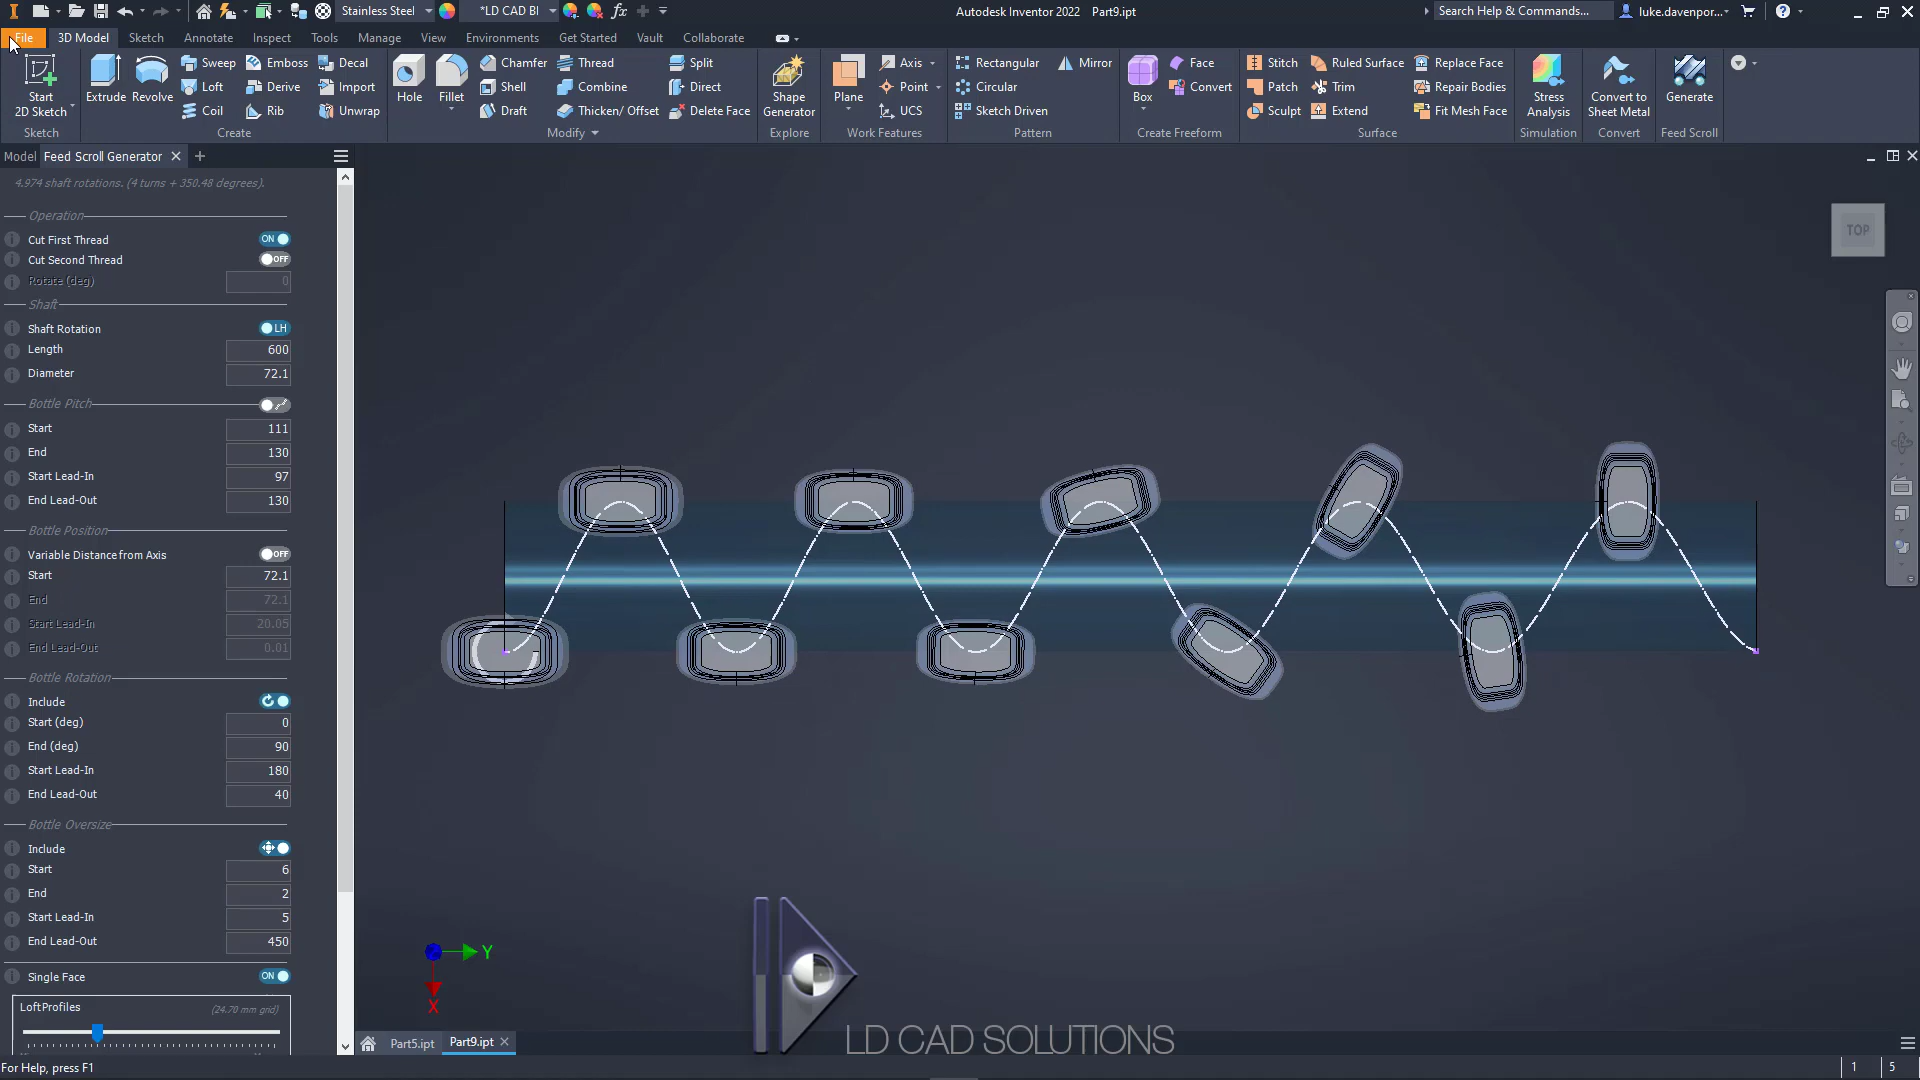 Stainless Steel
*LD CAD Bl
fx
Autodesk Inventor 2022 Part9.ipt
Search Help & Commands...
luke.davenpor...
File
3D Model
Sketch
Annotate
Inspect
Tools
Manage
View
Environments
Get Started
Vault
Collaborate
Start
2D Sketch
Sketch
Extrude
Revolve
Sweep
Loft
Coil
Emboss
Derive
Rib
Decal
Import
Unwrap
Create
Hole
Fillet
Chamfer
Shell
Draft
Thread
Combine
Thicken/ Offset
Split
Direct
Delete Face
Modify
Shape
Generator
Explore
Plane
Axis
Point
UCS
Work Features
Rectangular
Circular
Sketch Driven
Mirror
Pattern
Box
Face
Convert
Create Freeform
Stitch
Patch
Sculpt
Ruled Surface
Trim
Extend
Replace Face
Repair Bodies
Fit Mesh Face
Surface
Stress
Analysis
Simulation
Convert to
Sheet Metal
Convert
Generate
Feed Scroll
Model
Feed Scroll Generator
4.974 shaft rotations. (4 turns + 350.48 degrees).
Operation
Cut First Thread ON
Cut Second Thread OFF
Rotate (deg) 0
Shaft
Shaft Rotation LH
Length 600
Diameter 72.1
Bottle Pitch
Start 111
End 130
Start Lead-In 97
End Lead-Out 130
Bottle Position
Variable Distance from Axis OFF
Start 72.1
End 72.1
Start Lead-In 20.05
End Lead-Out 0.01
Bottle Rotation
Include
Start (deg) 0
End (deg) 90
Start Lead-In 180
End Lead-Out 40
Bottle Oversize
Include
Start 6
End 2
Start Lead-In 5
End Lead-Out 450
Single Face ON
Loft Profiles (24.70 mm grid)
TOP
Y
X
LD CAD SOLUTIONS
Part5.ipt
Part9.ipt
For Help, press F1
1 5